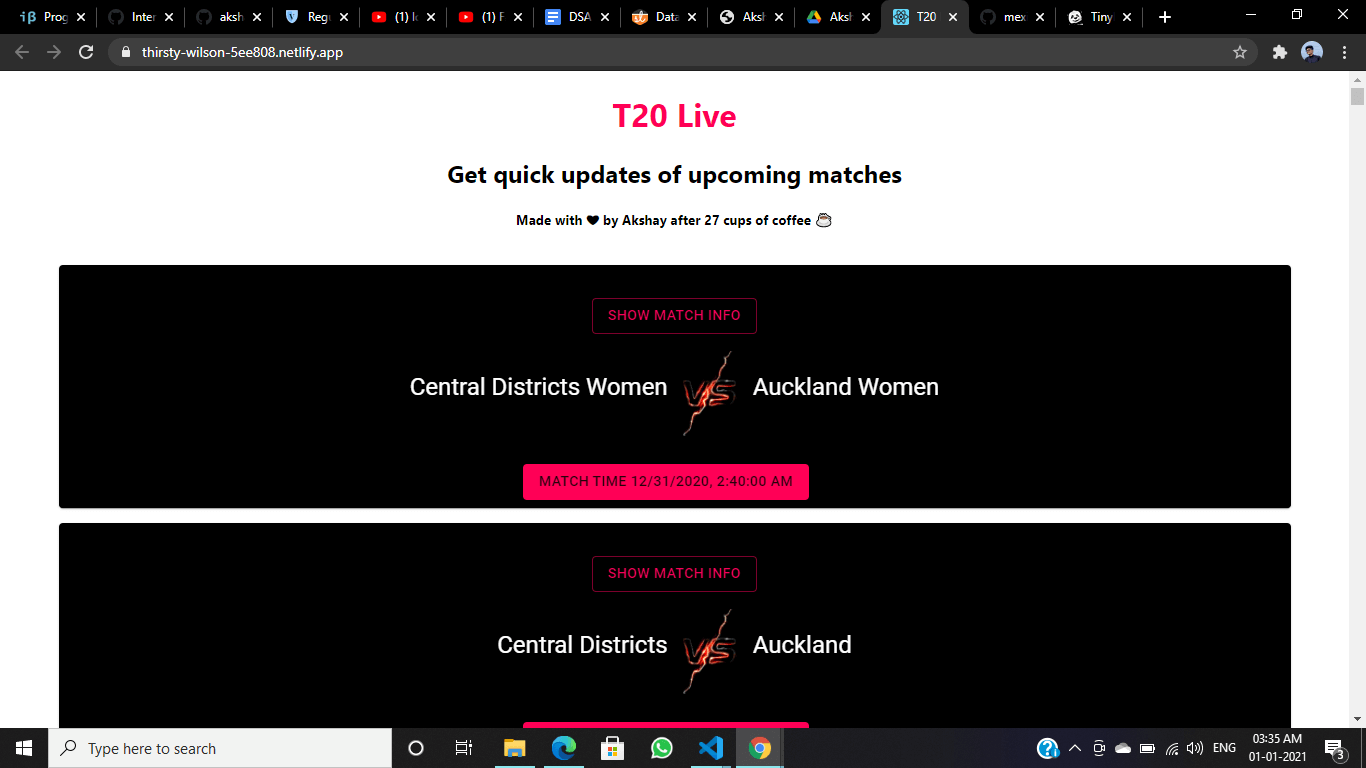 Prog
Inter
aksh
Regu
(1) Ic
(1) F
DSA
Data
Aksh
Aksh
T20
mex
Tiny
thirsty-wilson-5ee808.netlify.app
T20 Live
Get quick updates of upcoming matches
Made with ❤ by Akshay after 27 cups of coffee ☕
SHOW MATCH INFO
Central Districts Women VS Auckland Women
MATCH TIME 12/31/2020, 2:40:00 AM
SHOW MATCH INFO
Central Districts VS Auckland
Type here to search
ENG
03:35 AM
01-01-2021
3